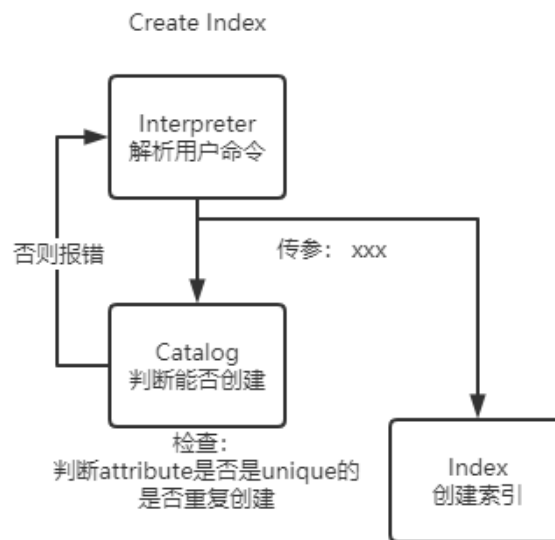 Create Index
Interpreter
解析用户命令
否则报错
传参： xxx
Catalog
判断能否创建
检查：
判断attribute是否是unique的
是否重复创建
Index
创建索引